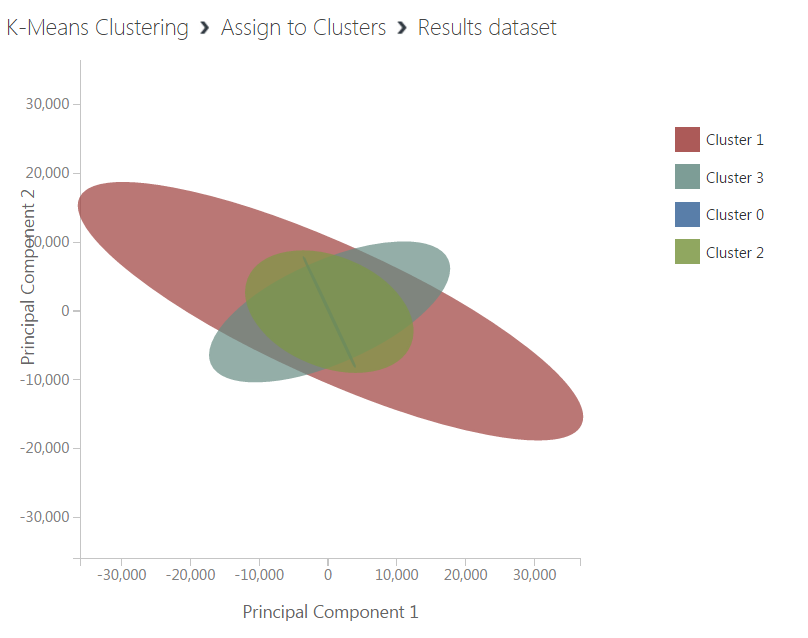 K-Means Clustering › Assign to Clusters › Results dataset
30,000
20,000
10,000
0
-10,000
-20,000
-30,000
Principal Component 2
-30,000 -20,000 -10,000 0 10,000 20,000 30,000
Principal Component 1
Cluster 1
Cluster 3
Cluster 0
Cluster 2